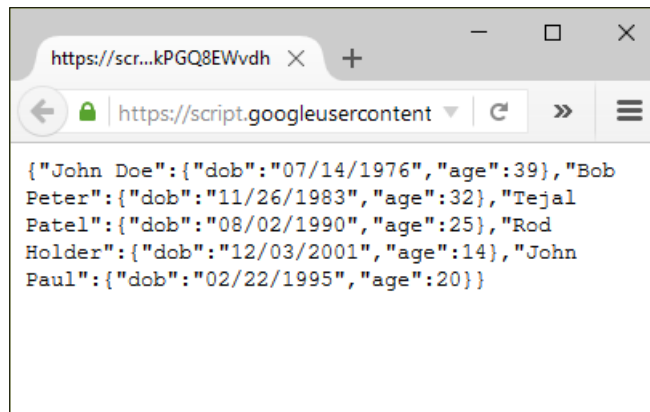 https://scr...kPGQ8EWvdh
https://script.googleusercontent
{"John Doe":{"dob":"07/14/1976","age":39},"Bob
Peter":{"dob":"11/26/1983","age":32},"Tejal
Patel":{"dob":"08/02/1990","age":25},"Rod
Holder":{"dob":"12/03/2001","age":14},"John
Paul":{"dob":"02/22/1995","age":20}}